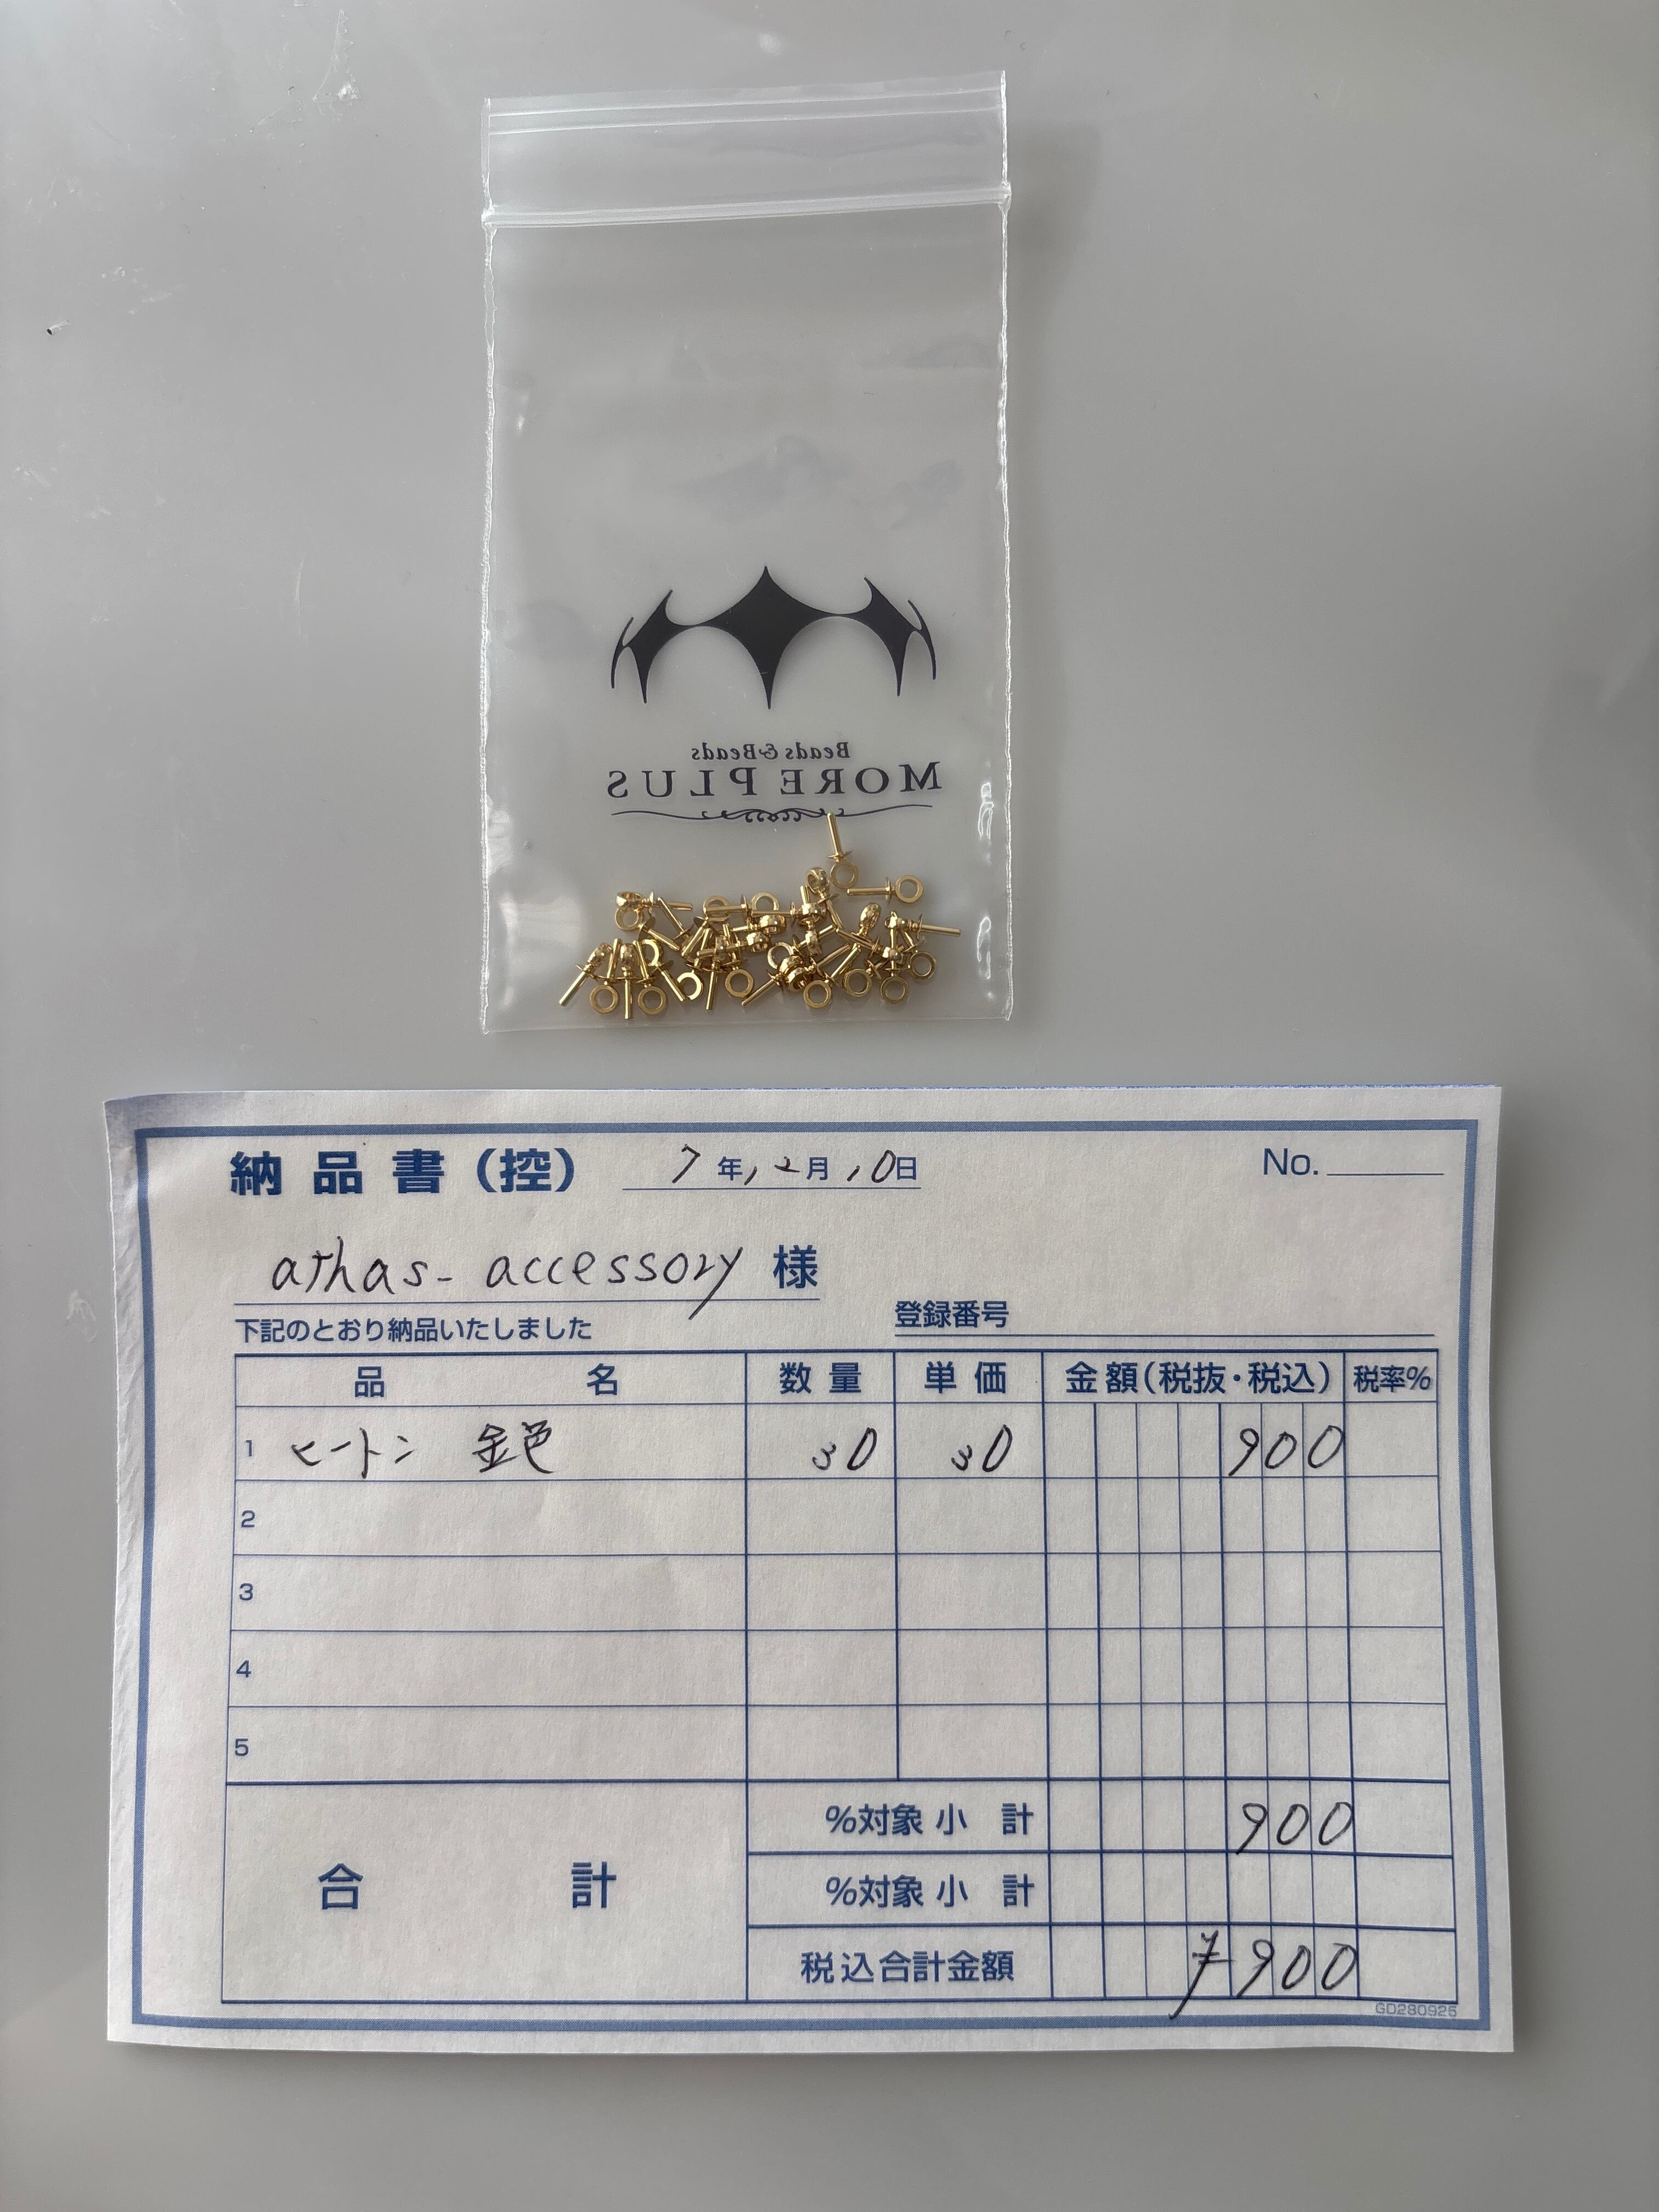 Beads & Beads
MORE PLUS
納品書(控) 7年12月10日 No.
athas- accessory 様
下記のとおり納品いたしました 登録番号
品名 数量 単価 金額(税抜・税込) 税率%
1 ヒートン 金色 30 30 900
2
3
4
5
合計 %対象小計 900
%対象小計
税込合計金額 ¥900
GD280925